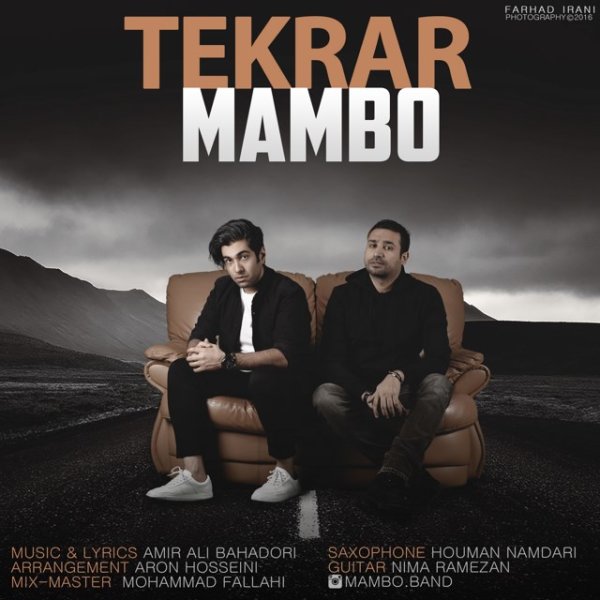 FARHAD IRANI
PHOTOGRAPHY©2016
TEKRAR
MAMBO
MUSIC & LYRICS AMIR ALI BAHADORI
ARRANGEMENT ARON HOSSEINI
MIX-MASTER MOHAMMAD FALLAHI
SAXOPHONE HOUMAN NAMDARI
GUITAR NIMA RAMEZAN
MAMBO.BAND